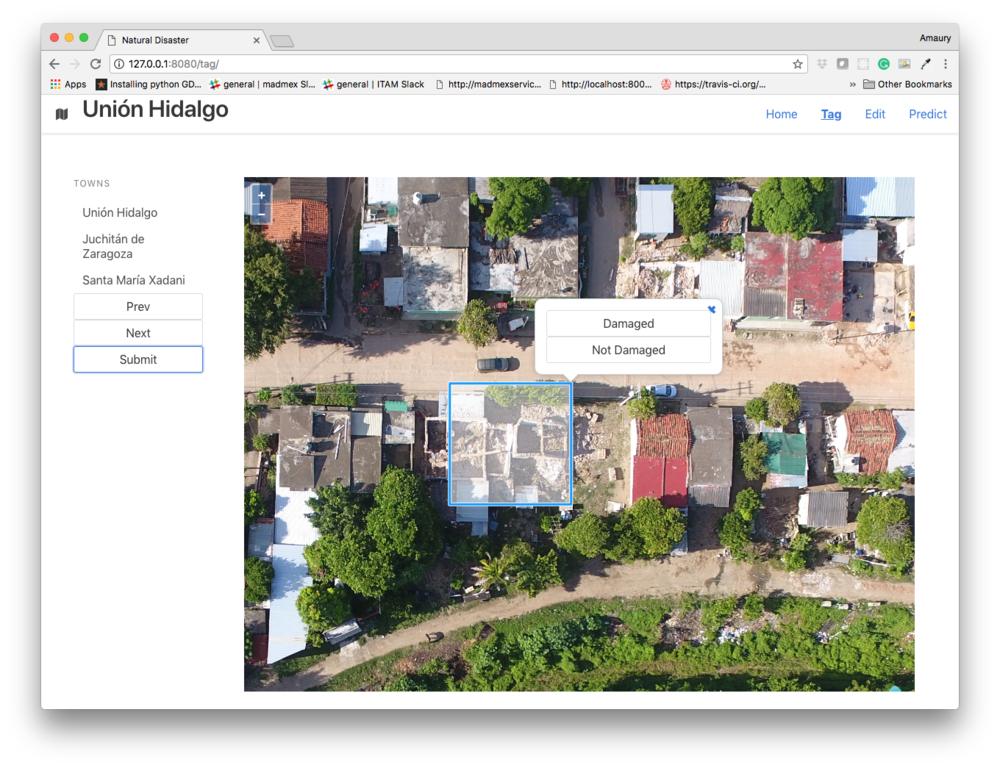 Natural Disaster
Amaury
127.0.0.1:8080/tag/
Apps
Installing python GD...
general | madmex Sl...
general | ITAM Slack
http://madmexservic...
http://localhost:800...
https://travis-ci.org/...
»
Other Bookmarks
Unión Hidalgo
Home
Tag
Edit
Predict
TOWNS
Unión Hidalgo
Juchitán de
Zaragoza
Santa María Xadani
Prev
Next
Submit
+
−
Damaged
Not Damaged